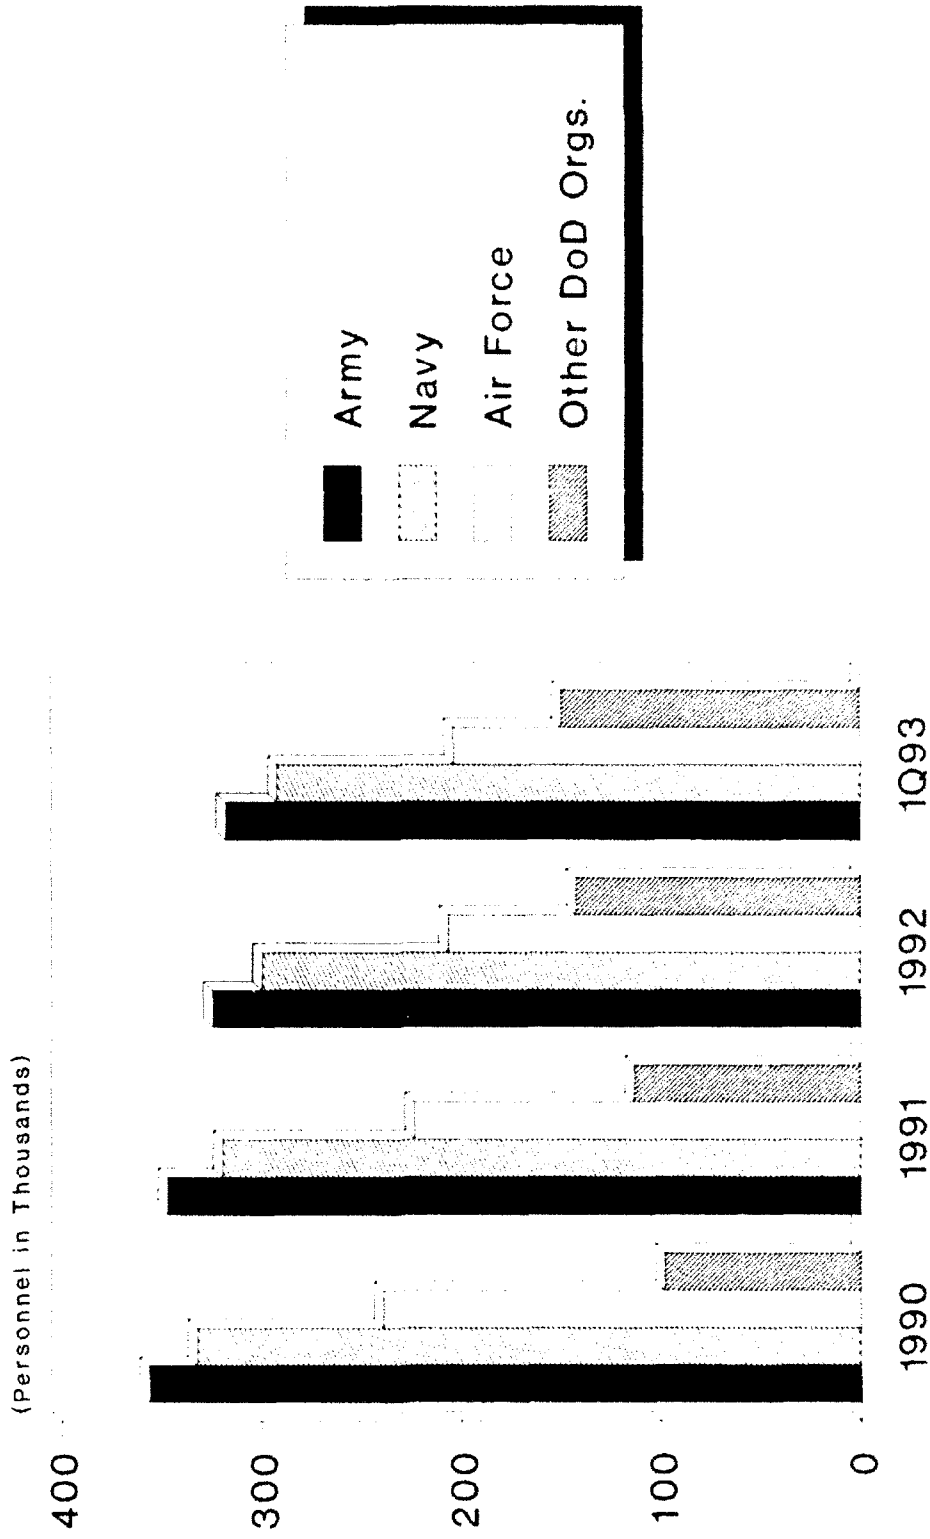 (Personnel in Thousands)
400
300
200
100
0
1990
1991
1992
1Q93
Army
Navy
Air Force
Other DoD Orgs.